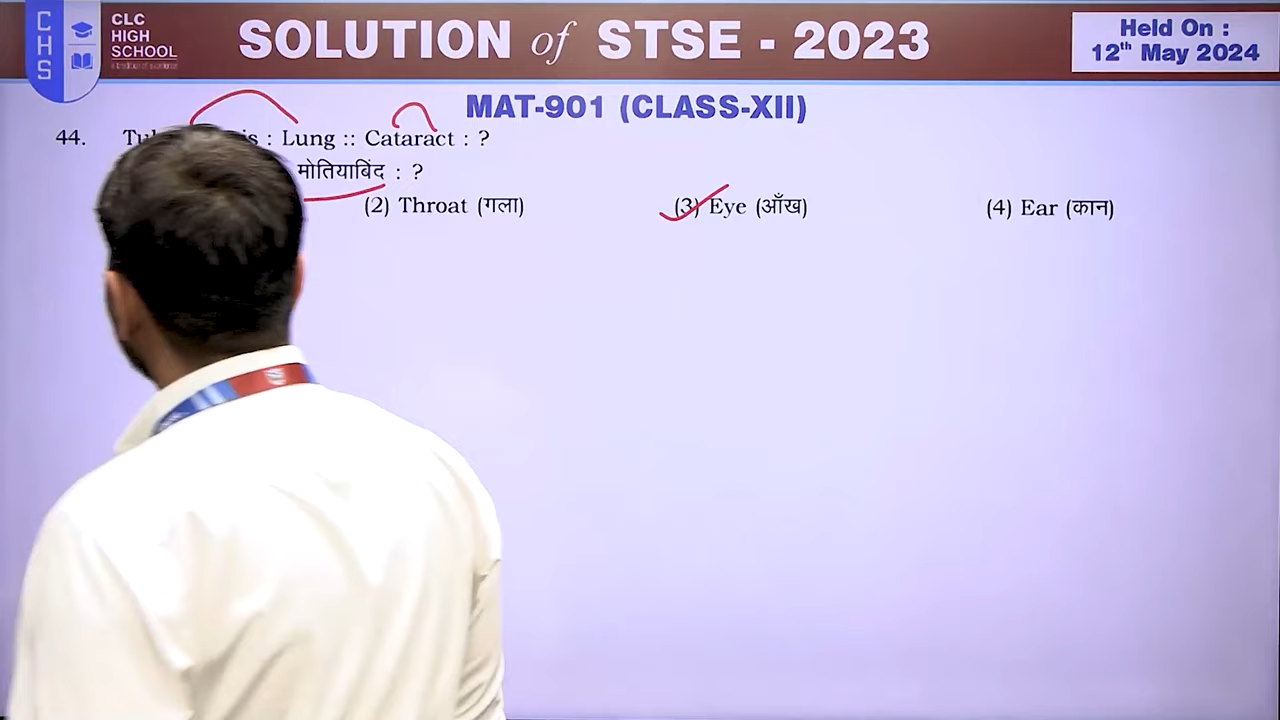 CHS
CLC
HIGH
SCHOOL
SOLUTION of STSE - 2023
Held On :
12th May 2024
MAT-901 (CLASS-XII)
44. : Lung :: Cataract : ?
मोतियाबिंद : ?
(2) Throat (गला) (3) Eye (आँख) (4) Ear (कान)